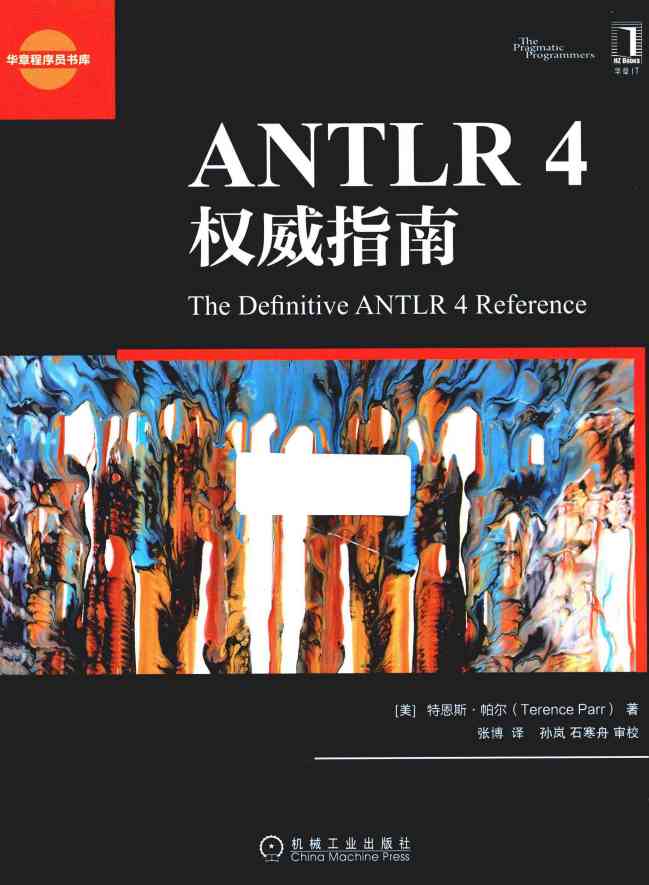 华章程序员书库
The
Pragmatic
Programmers
HZ Books
华章IT
ANTLR 4
权威指南
The Definitive ANTLR 4 Reference
[美] 特恩斯·帕尔（Terence Parr） 著
张博 译 孙岚 石寒舟 审校
机械工业出版社
China Machine Press